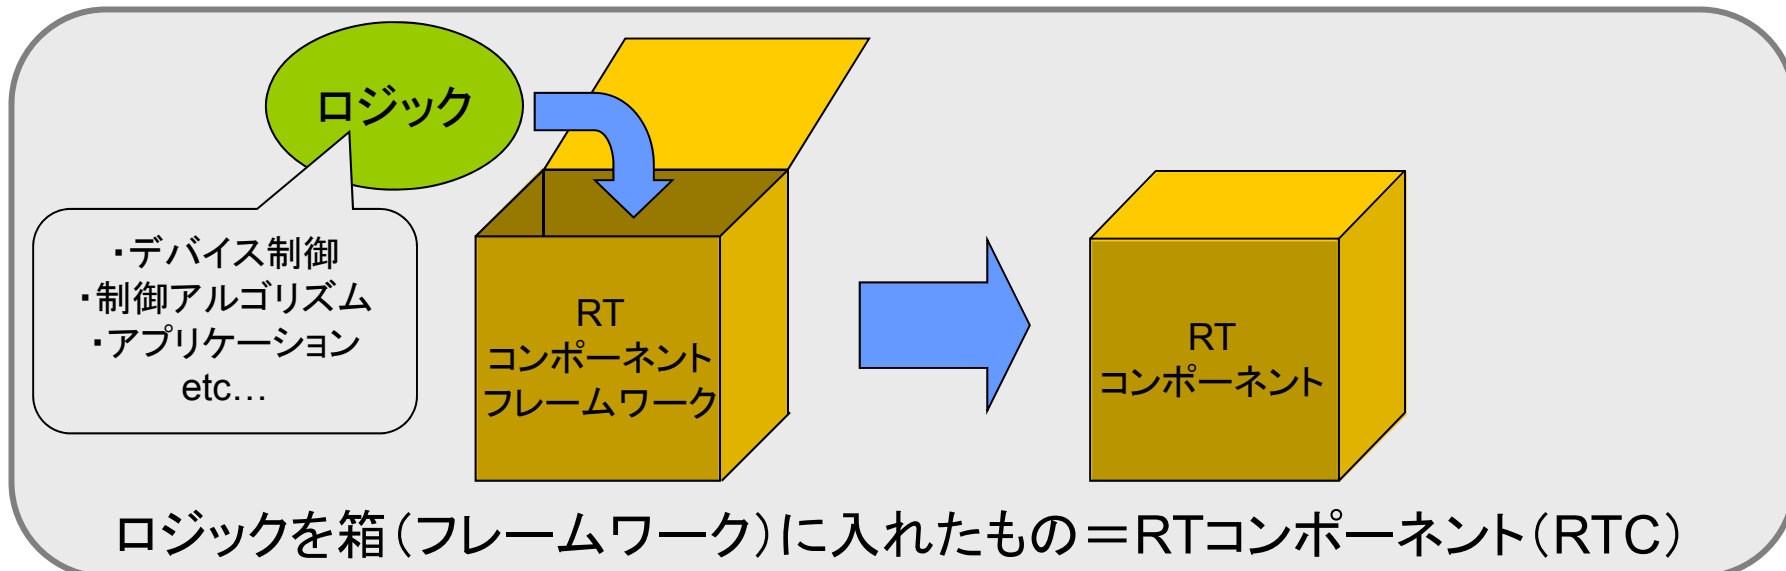 ロジック
・デバイス制御
・制御アルゴリズム
・アプリケーション
etc…
RT
コンポーネント
フレームワーク
RT
コンポーネント
ロジックを箱(フレームワーク)に入れたもの=RTコンポーネント(RTC)